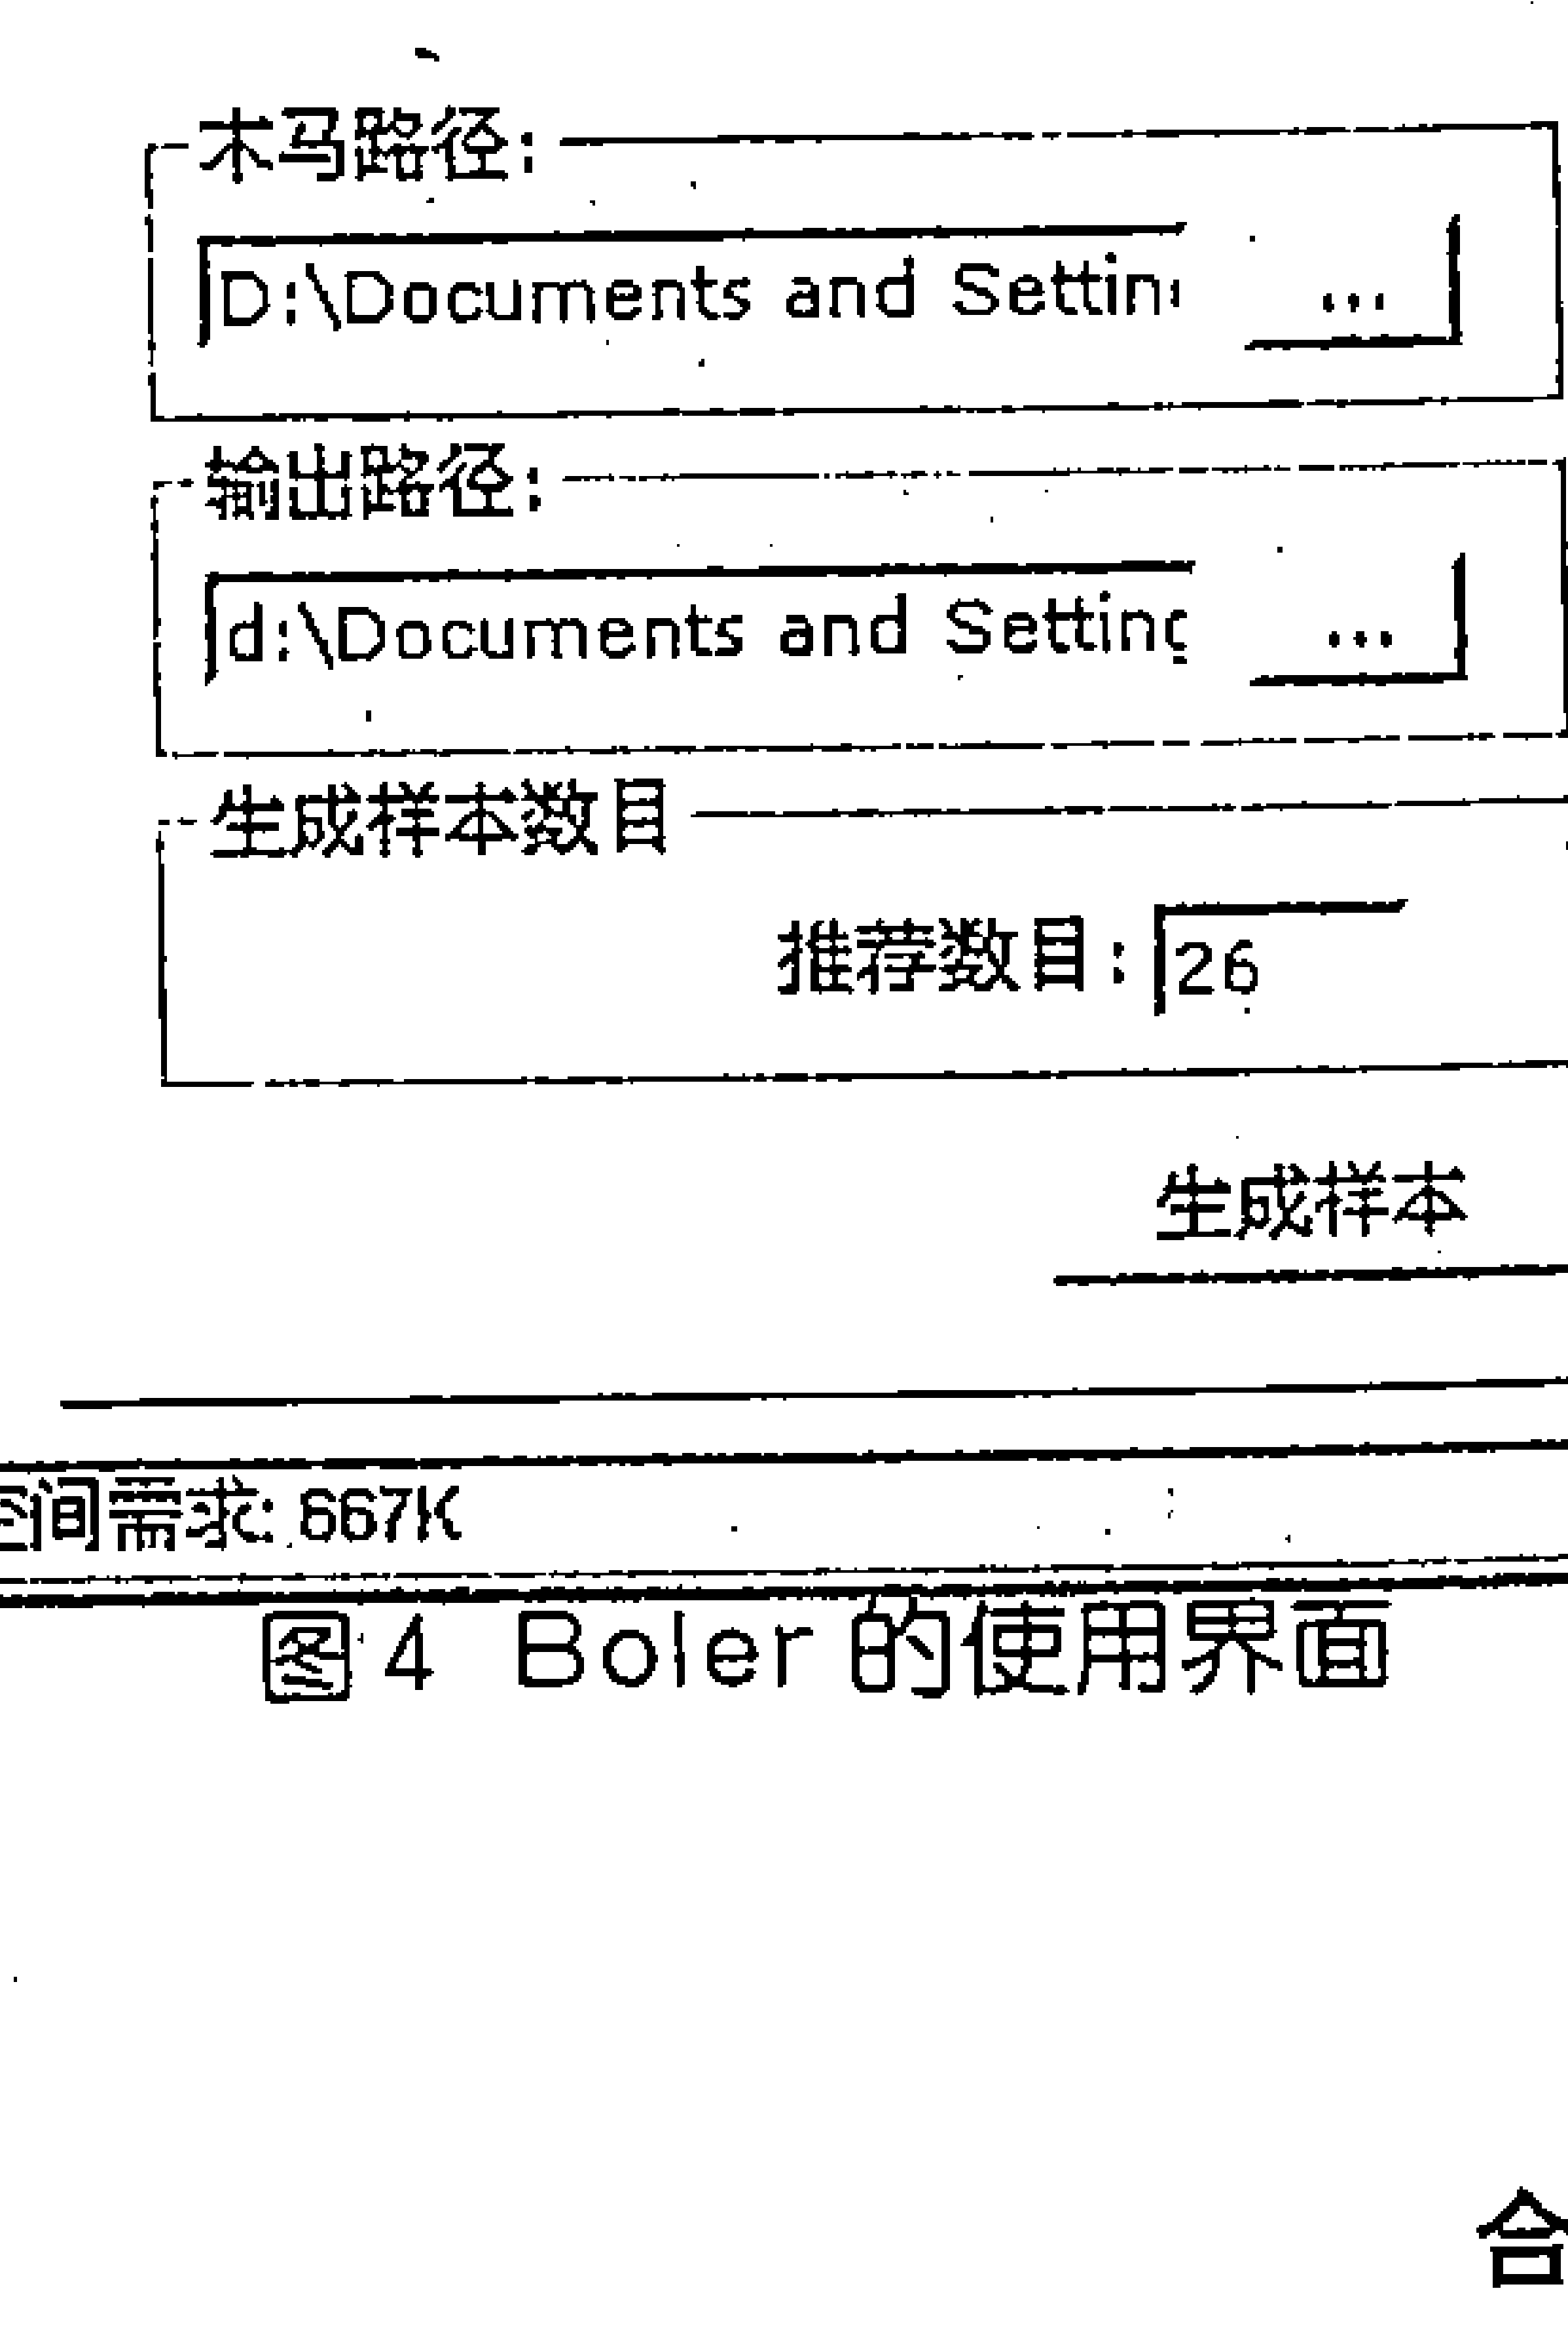 木马路径:
D:\Documents and Settin
...
输出路径:
d:\Documents and Setting
...
生成样本数目
推荐数目: 26
生成样本
空间需求: 667K
图4 Boler 的使用界面
合